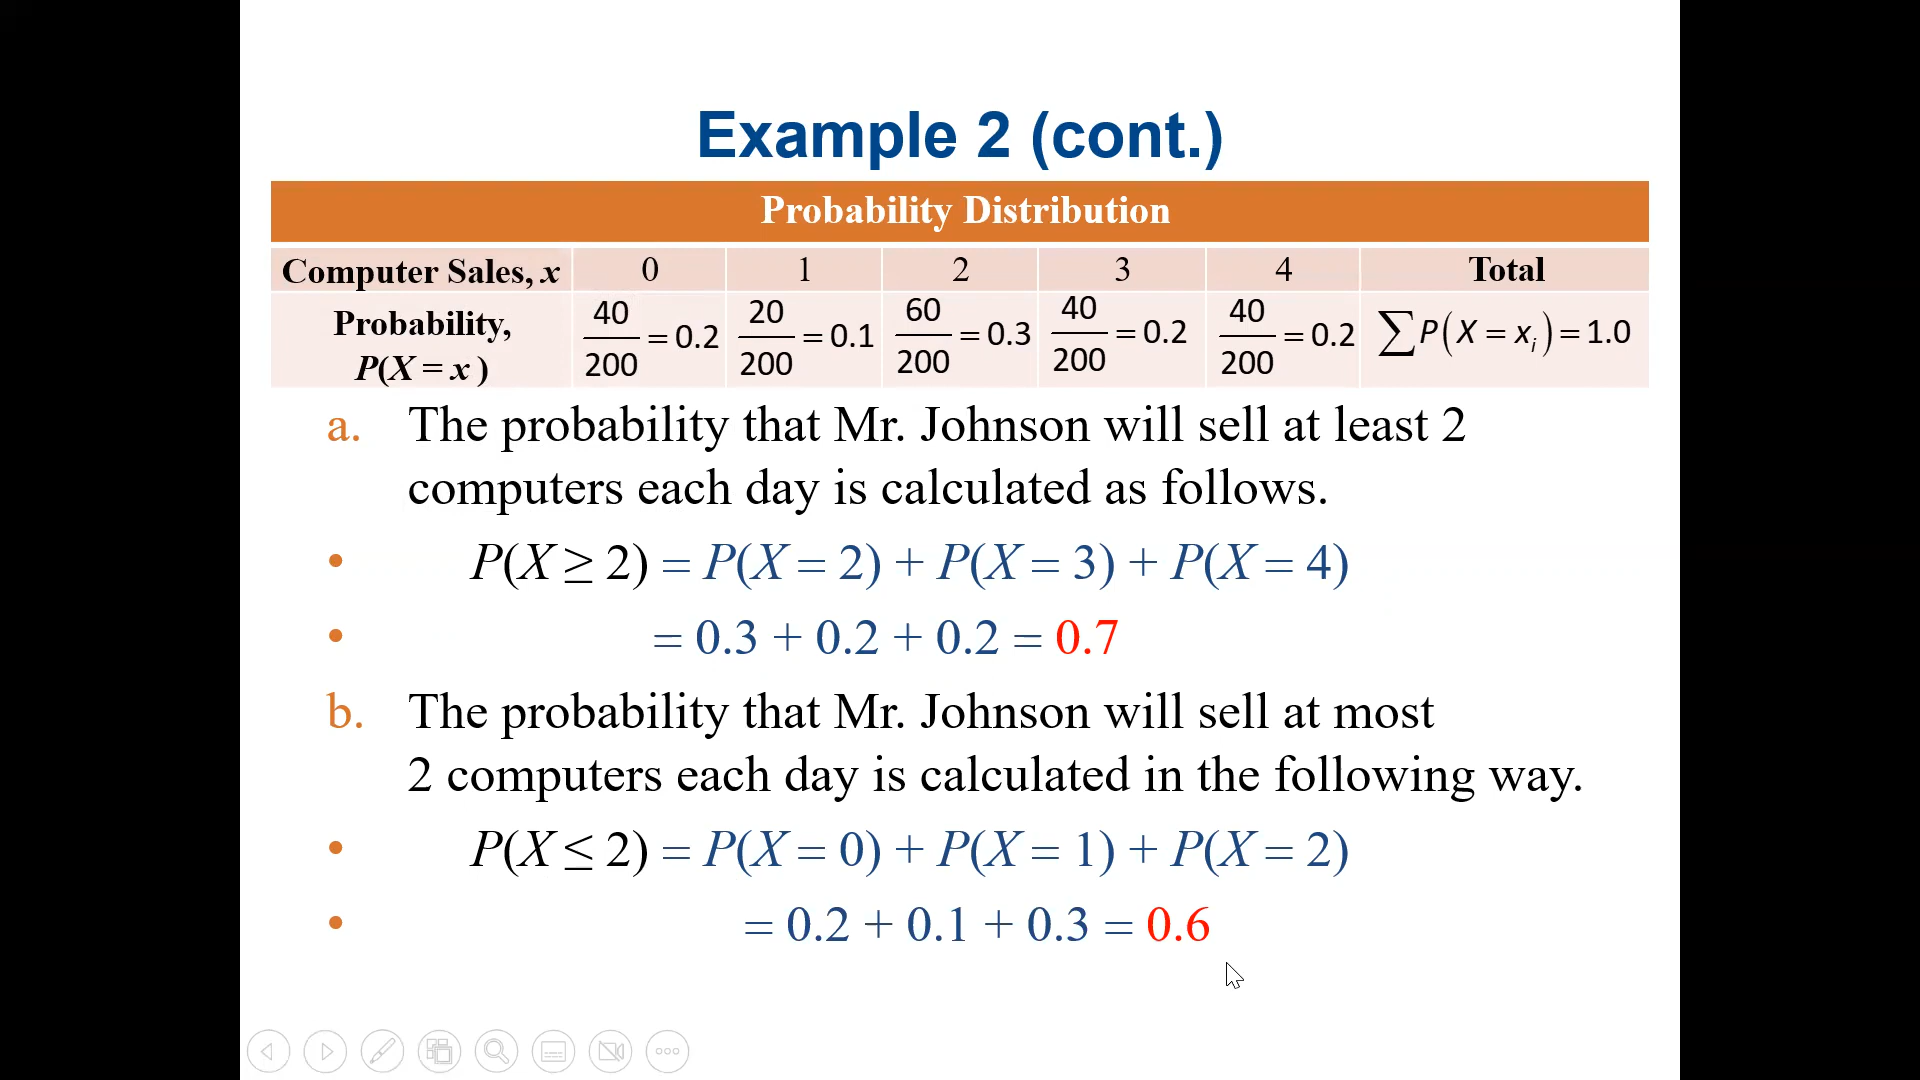 Example 2 (cont.)
Probability Distribution
Computer Sales, x 0 1 2 3 4 Total
Probability, P(X = x) 40/200 = 0.2 20/200 = 0.1 60/200 = 0.3 40/200 = 0.2 40/200 = 0.2 ∑P(X = xᵢ) = 1.0
a. The probability that Mr. Johnson will sell at least 2
computers each day is calculated as follows.
• P(X ≥ 2) = P(X = 2) + P(X = 3) + P(X = 4)
• = 0.3 + 0.2 + 0.2 = 0.7
b. The probability that Mr. Johnson will sell at most
2 computers each day is calculated in the following way.
• P(X ≤ 2) = P(X = 0) + P(X = 1) + P(X = 2)
• = 0.2 + 0.1 + 0.3 = 0.6